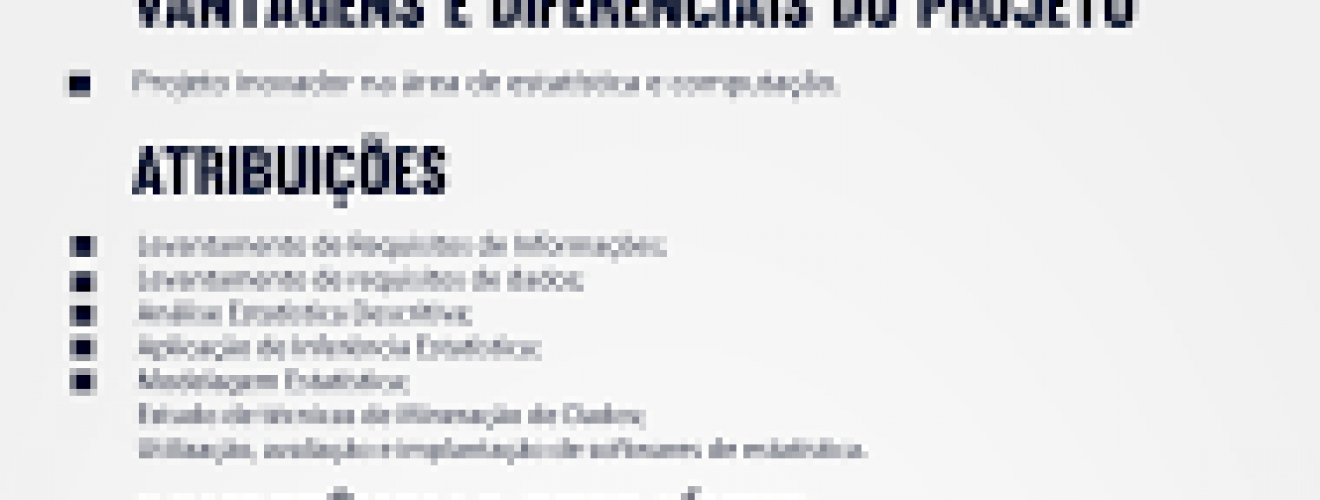 VANTAGENS E DIFERENCIAIS DO PROJETO
Projeto inovador na área de estatística e computação.
ATRIBUIÇÕES
Levantamento de Requisitos de Informações;
Levantamento de requisitos de dados;
Análise Estatística Descritiva;
Aplicação de Inferência Estatística;
Modelagem Estatística;
Estudo de técnicas de Mineração de Dados;
Utilização, avaliação e implantação de softwares de estatística.